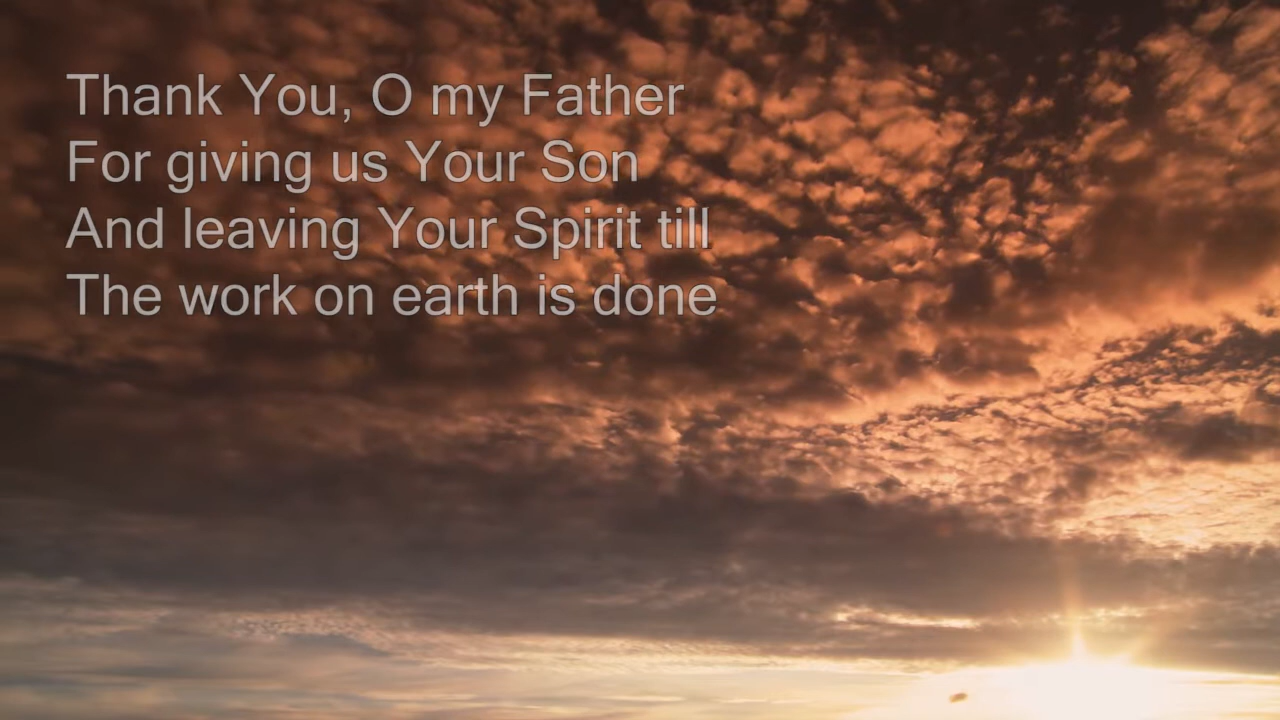 Thank You, O my Father
For giving us Your Son
And leaving Your Spirit till
The work on earth is done